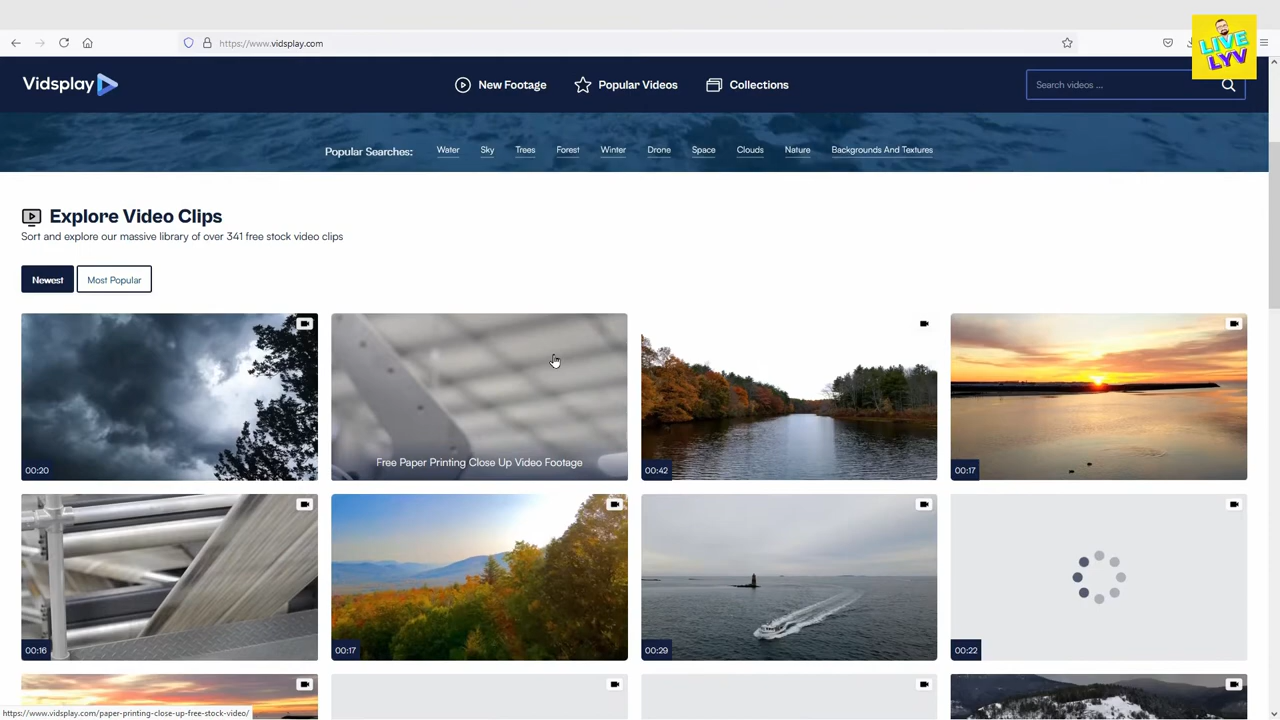 https://www.vidsplay.com
LIVE
LYV
Vidsplay
New Footage
Popular Videos
Collections
Search videos ...
Popular Searches:
Water
Sky
Trees
Forest
Winter
Drone
Space
Clouds
Nature
Backgrounds And Textures
Explore Video Clips
Sort and explore our massive library of over 341 free stock video clips
Newest
Most Popular
00:20
Free Paper Printing Close Up Video Footage
00:42
00:17
00:16
00:17
00:29
00:22
https://www.vidsplay.com/paper-printing-close-up-free-stock-video/